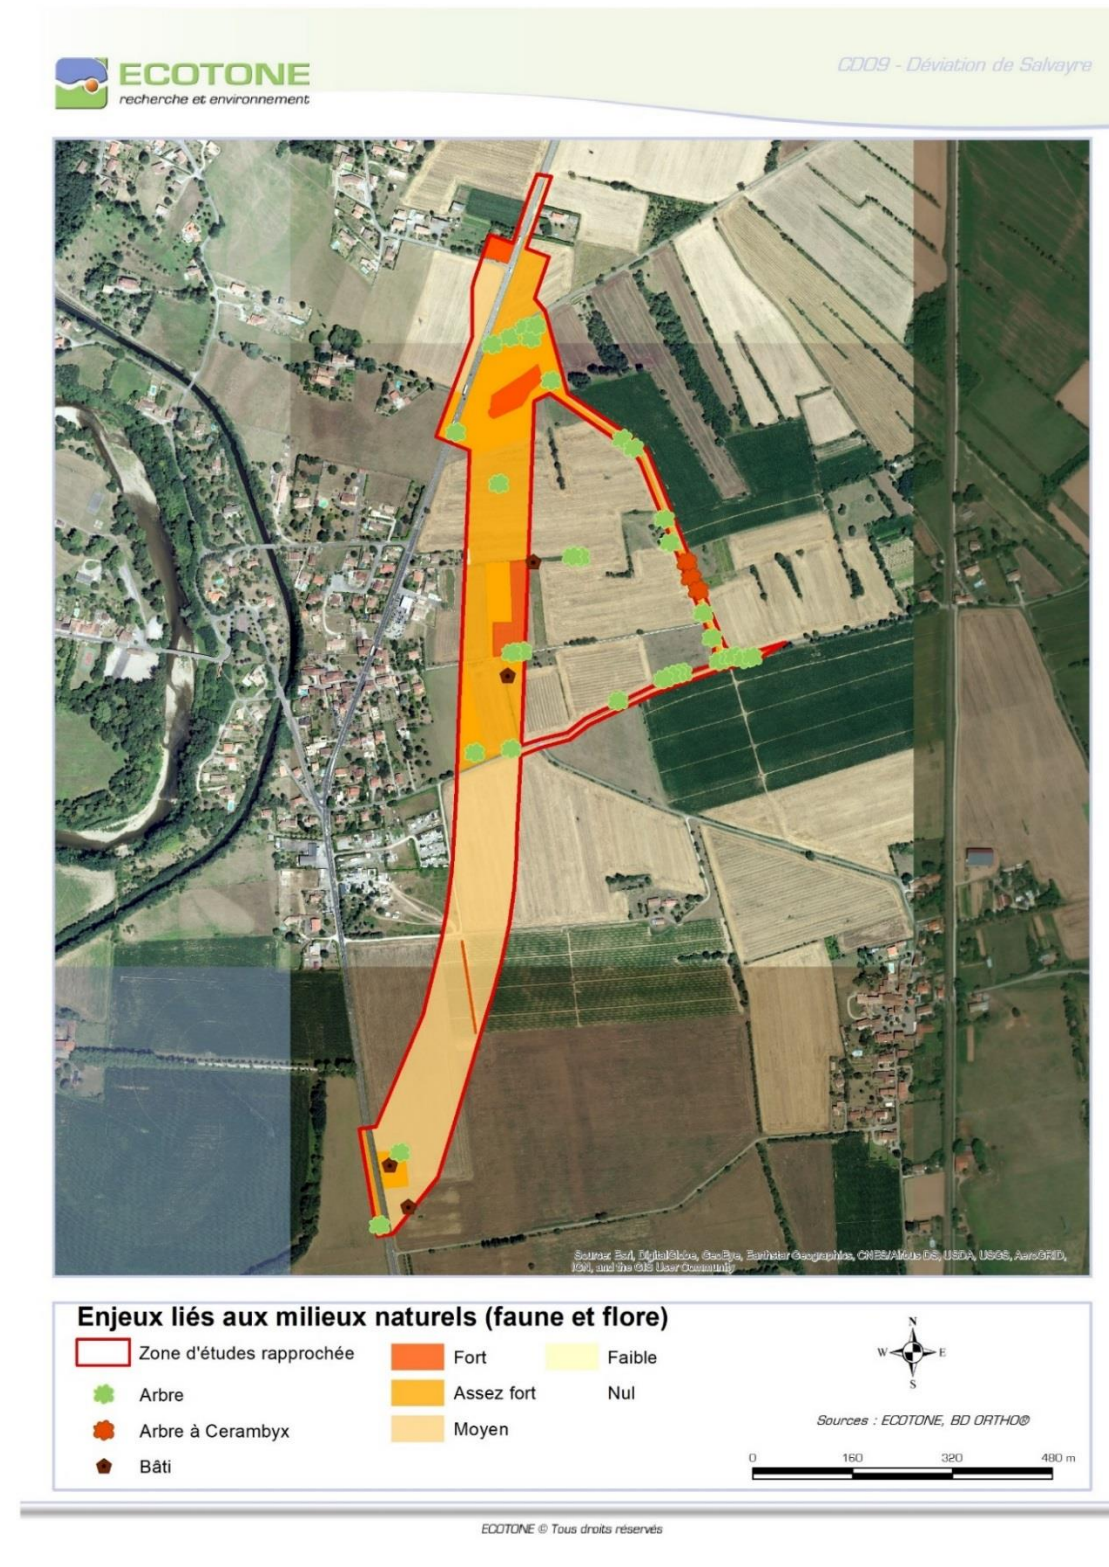 CD09 - Déviation de Salvayre
ECOTONE
recherche et environnement
Source: Esri, DigitalGlobe, GeoEye, Earthstar Geographics, CNES/Airbus DS, USDA, USGS, AeroGRID,
IGN, and the GIS User Community
Enjeux liés aux milieux naturels (faune et flore)
Zone d'études rapprochée
Fort
Faible
Arbre
Assez fort
Nul
Arbre à Cerambyx
Moyen
Bâti
N
W E
S
Sources : ECOTONE, BD ORTHO®
0 160 320 480 m
ECOTONE © Tous droits réservés